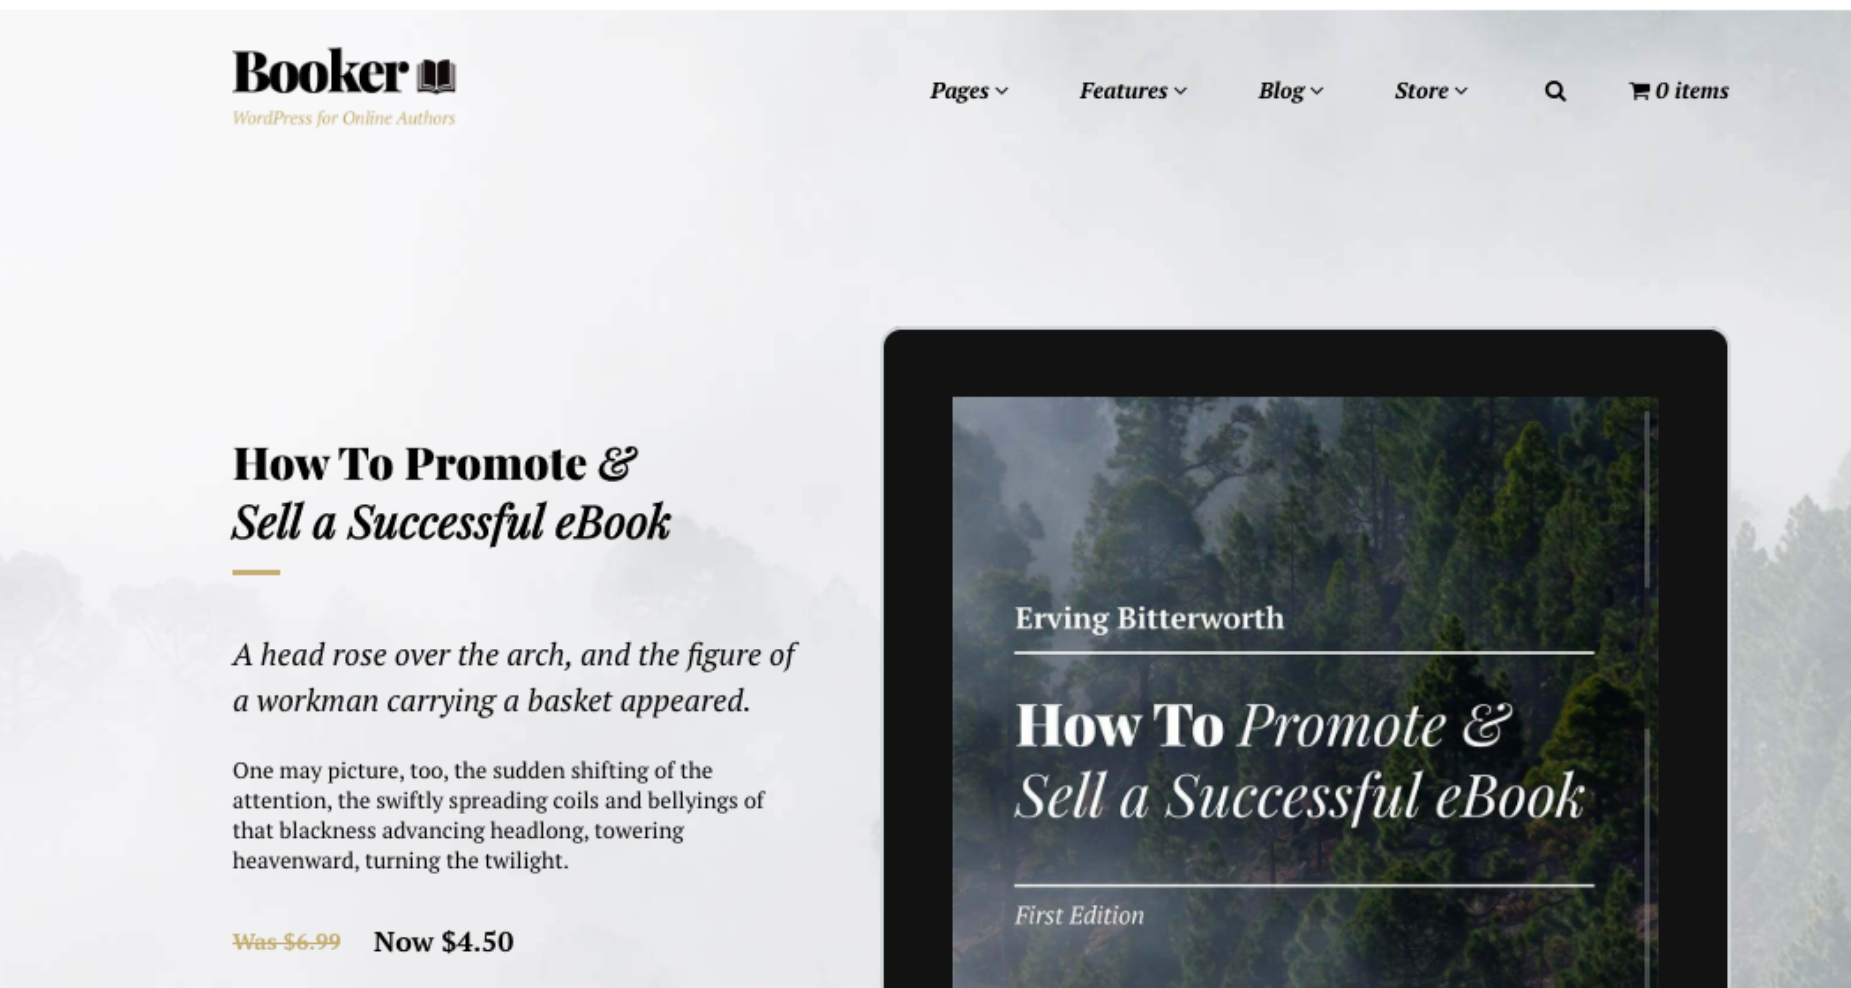 Booker
WordPress for Online Authors
Pages
Features
Blog
Store
0 items
How To Promote &
Sell a Successful eBook
A head rose over the arch, and the figure of
a workman carrying a basket appeared.
One may picture, too, the sudden shifting of the
attention, the swiftly spreading coils and bellyings of
that blackness advancing headlong, towering
heavenward, turning the twilight.
Was $6.99 Now $4.50
Erving Bitterworth
How To Promote &
Sell a Successful eBook
First Edition